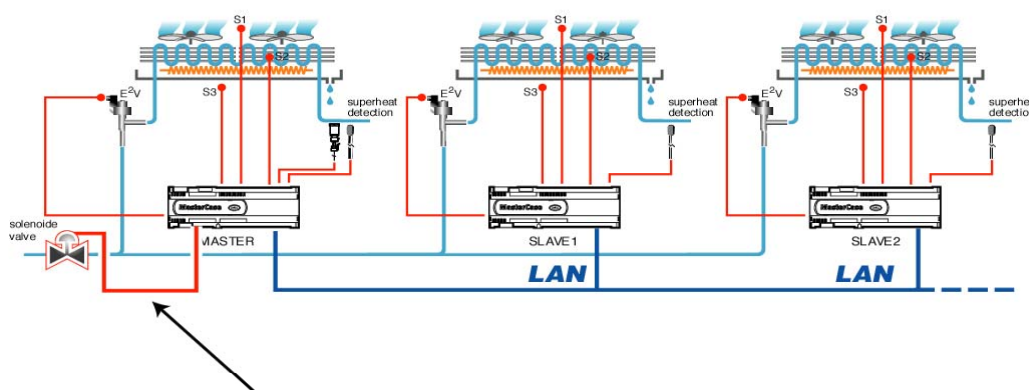 S1
S2
S3
E²V
superheat
detection
MasterCase
solenoide
valve
MASTER
S1
S2
S3
E²V
superheat
detection
MasterCase
SLAVE1
LAN
S1
S2
S3
E²V
superhe
detectio
MasterCase
SLAVE2
LAN